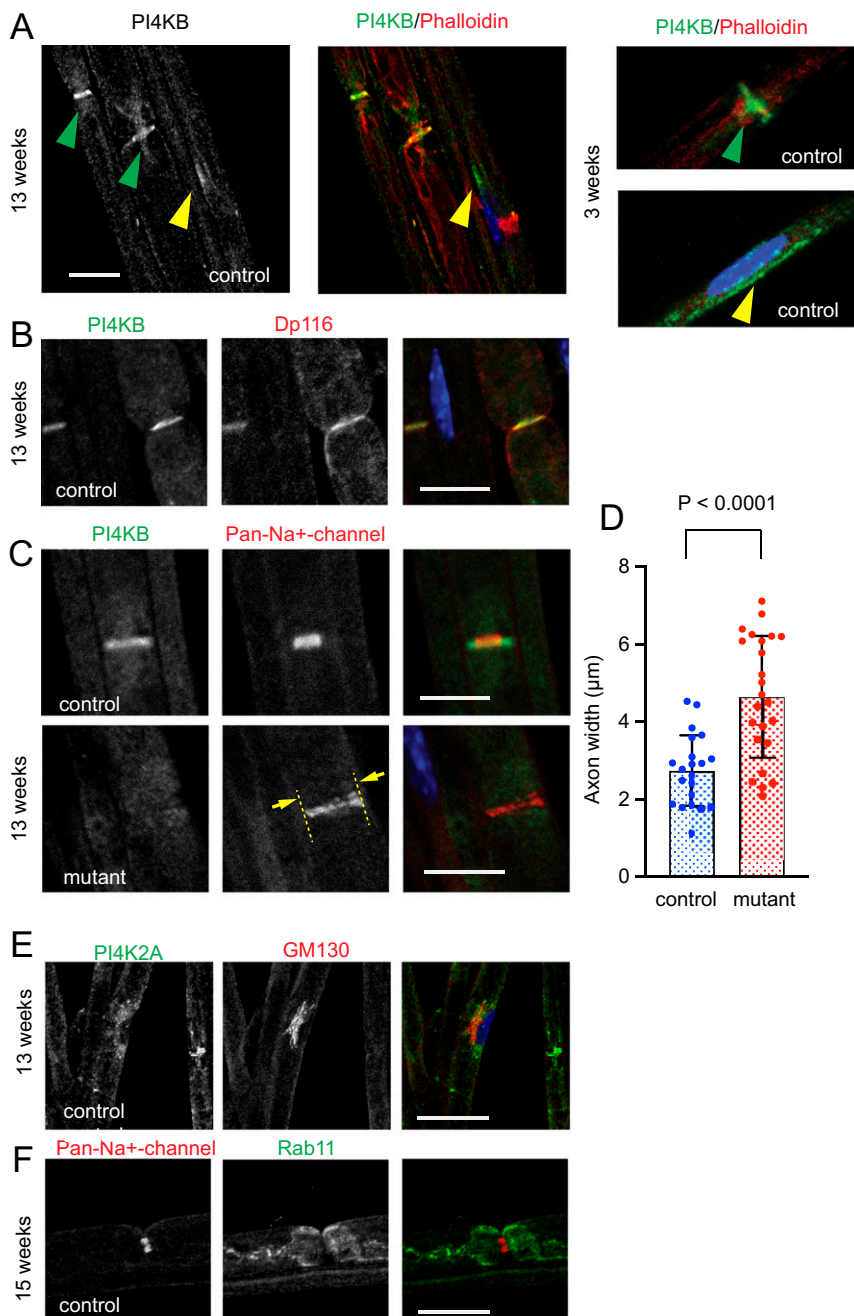 A
PI4KB
PI4KB/Phalloidin
PI4KB/Phalloidin
13 weeks
control
3 weeks
control
control
B
PI4KB
Dp116
13 weeks
control
C
PI4KB
Pan-Na+-channel
control
13 weeks
mutant
D
P < 0.0001
Axon width (μm)
8
6
4
2
0
control
mutant
E
PI4K2A
GM130
13 weeks
control
F
Pan-Na+-channel
Rab11
15 weeks
control